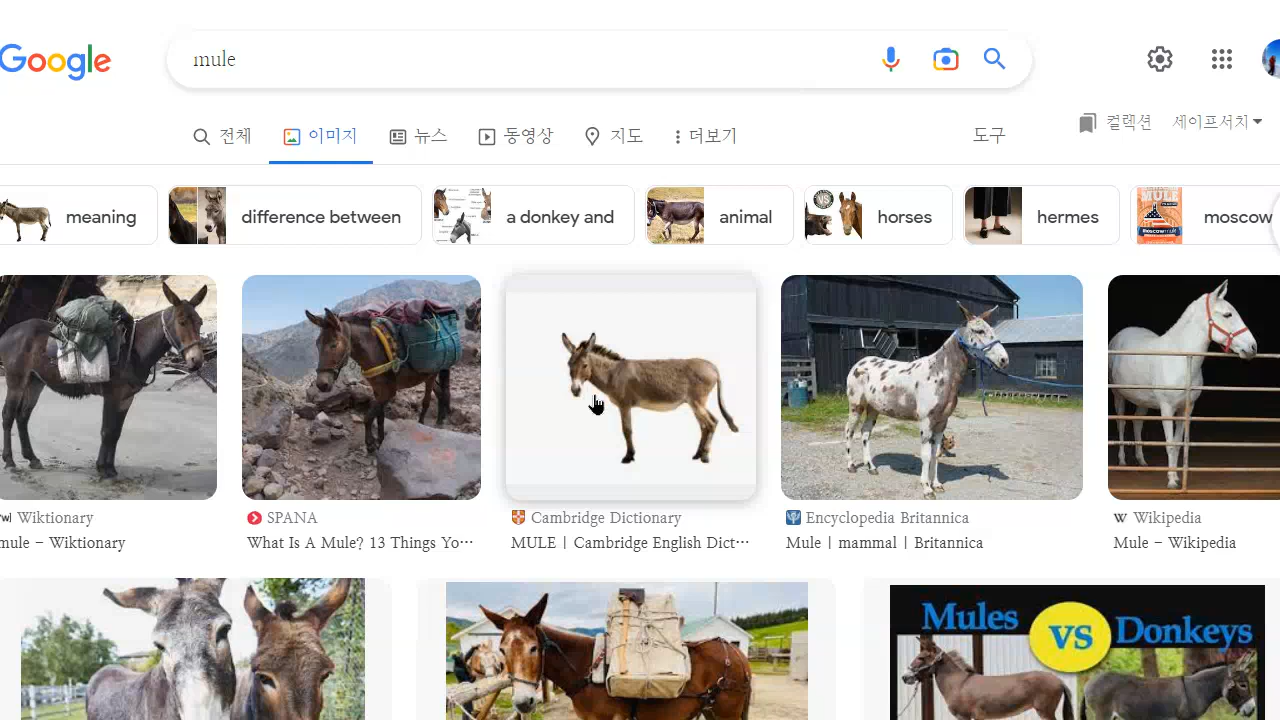 Google
mule
전체
이미지
뉴스
동영상
지도
더보기
도구
컬렉션
세이프서치
meaning
difference between
a donkey and
animal
horses
hermes
moscow
Wiktionary
mule - Wiktionary
SPANA
What Is A Mule? 13 Things Yo…
Cambridge Dictionary
MULE | Cambridge English Dict…
Encyclopedia Britannica
Mule | mammal | Britannica
W Wikipedia
Mule - Wikipedia
Mules vs Donkeys